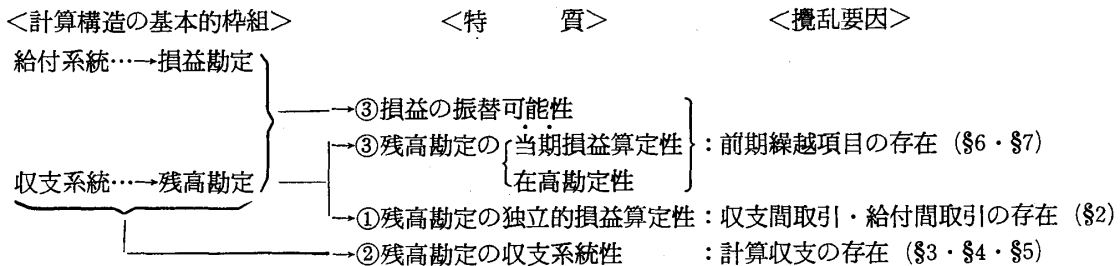 <計算構造の基本的枠組> <特　質> <攪乱要因>
給付系統…→損益勘定
→③損益の振替可能性
→③残高勘定の{当期損益算定性}：前期繰越項目の存在（§6・§7）
収支系統…→残高勘定 在高勘定性
→①残高勘定の独立的損益算定性：収支間取引・給付間取引の存在（§2）
→②残高勘定の収支系統性 ：計算収支の存在（§3・§4・§5）